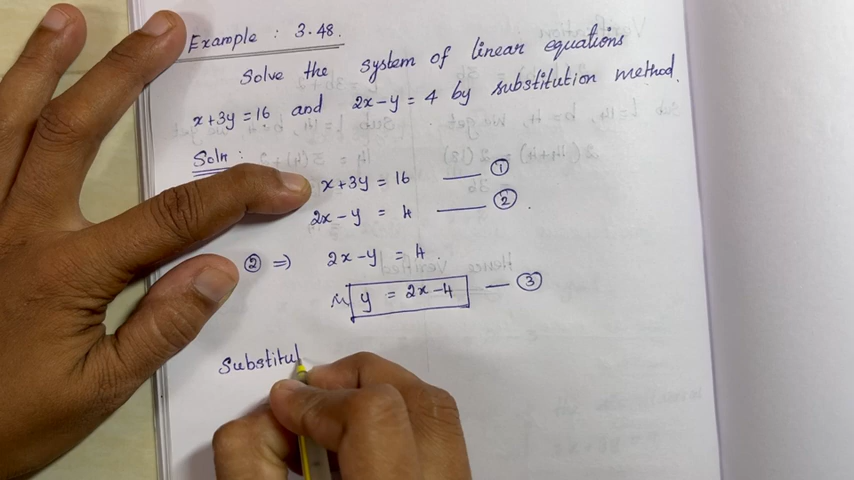 Example : 3.48.
Solve the system of linear equations
x+3y=16 and 2x-y=4 by substitution method.
Soln:
x+3y=16 — ①
2x-y = 4 — ②.
② ⇒ 2x-y = 4.
y = 2x-4 — ③
Substitut